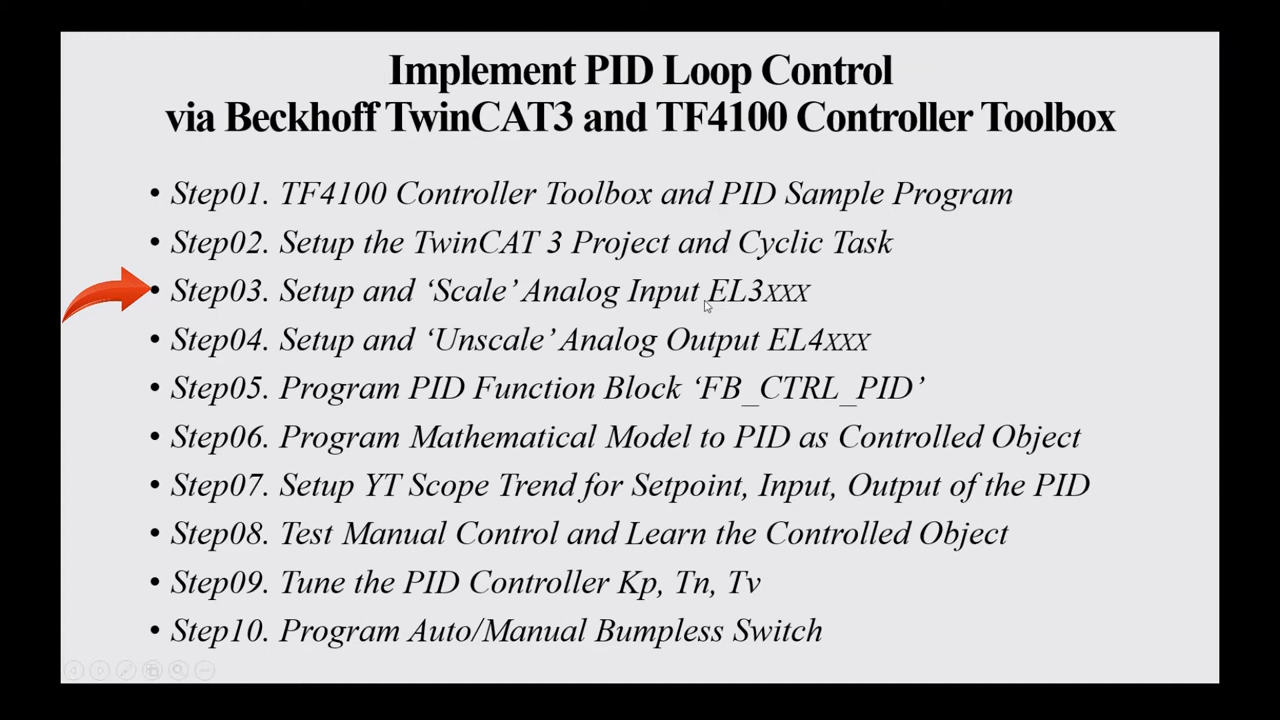 Implement PID Loop Control
via Beckhoff TwinCAT3 and TF4100 Controller Toolbox
• Step01. TF4100 Controller Toolbox and PID Sample Program
• Step02. Setup the TwinCAT 3 Project and Cyclic Task
• Step03. Setup and ‘Scale’ Analog Input EL3XXX
• Step04. Setup and ‘Unscale’ Analog Output EL4XXX
• Step05. Program PID Function Block ‘FB_CTRL_PID’
• Step06. Program Mathematical Model to PID as Controlled Object
• Step07. Setup YT Scope Trend for Setpoint, Input, Output of the PID
• Step08. Test Manual Control and Learn the Controlled Object
• Step09. Tune the PID Controller Kp, Tn, Tv
• Step10. Program Auto/Manual Bumpless Switch